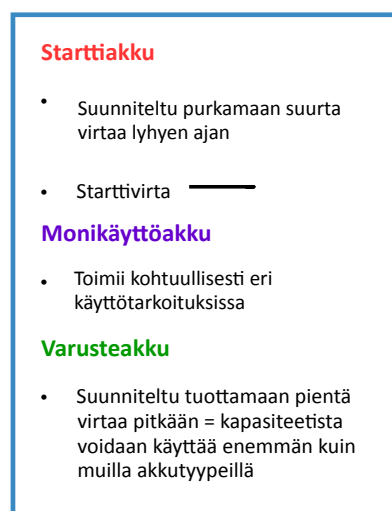 Starttiakku
• Suunniteltu purkamaan suurta
virtaa lyhyen ajan
• Starttivirta
Monikäyttöakku
• Toimii kohtuullisesti eri
käyttötarkoituksissa
Varusteakku
• Suunniteltu tuottamaan pientä
virtaa pitkään = kapasiteetista
voidaan käyttää enemmän kuin
muilla akkutyypeillä